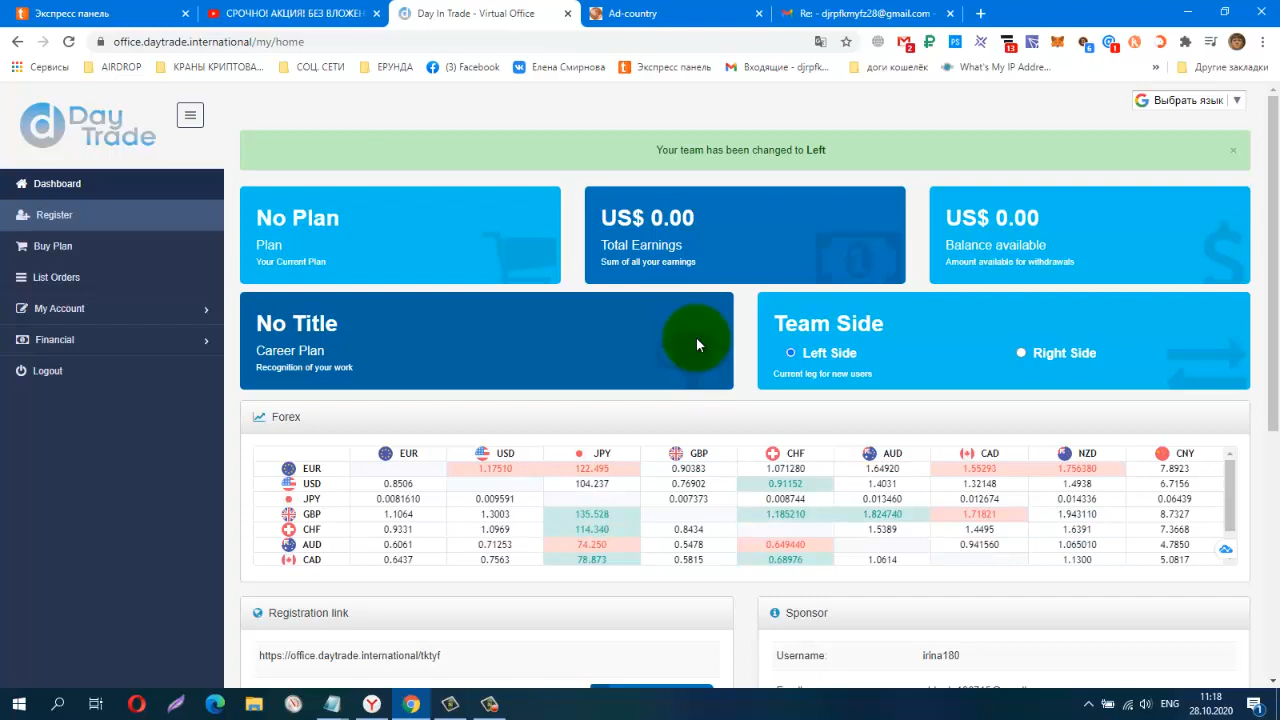 Экспресс панель
СРОЧНО! АКЦИЯ! БЕЗ ВЛОЖЕН
Day In Trade - Virtual Office
Ad-country
Re: - djrpfkmyfz28@gmail.com -
office.daytrade.international/my/home
2
13
6
1
Сервисы
AIRDROP
КРАНЫ КРИПТОВА...
СОЦ. СЕТИ
ЕРУНДА
(3) Facebook
Елена Смирнова
Экспресс панель
Входящие - djrpfk...
доги кошелёк
What's My IP Addre...
»
Другие закладки
Day Trade
Выбрать язык
Your team has been changed to Left
×
Dashboard
Register
Buy Plan
List Orders
My Account
Financial
Logout
No Plan
Plan
Your Current Plan
US$ 0.00
Total Earnings
Sum of all your earnings
US$ 0.00
Balance available
Amount available for withdrawals
No Title
Career Plan
Recognition of your work
Team Side
Left Side
Right Side
Current leg for new users
Forex
EUR USD JPY GBP CHF AUD CAD NZD CNY
EUR 1.17510 122.495 0.90383 1.071280 1.64920 1.55293 1.756380 7.8923
USD 0.8506 104.237 0.76902 0.91152 1.4031 1.32148 1.4938 6.7156
JPY 0.0081610 0.009591 0.007373 0.008744 0.013460 0.012674 0.014336 0.06439
GBP 1.1064 1.3003 135.528 1.185210 1.824740 1.71821 1.943110 8.7327
CHF 0.9331 1.0969 114.340 0.8434 1.5389 1.4495 1.6391 7.3668
AUD 0.6061 0.71253 74.250 0.5478 0.649440 0.941560 1.065010 4.7850
CAD 0.6437 0.7563 78.873 0.5815 0.68976 1.0614 1.1300 5.0817
Registration link
https://office.daytrade.international/tktyf
Sponsor
Username: irina180
ENG
11:18
28.10.2020
1